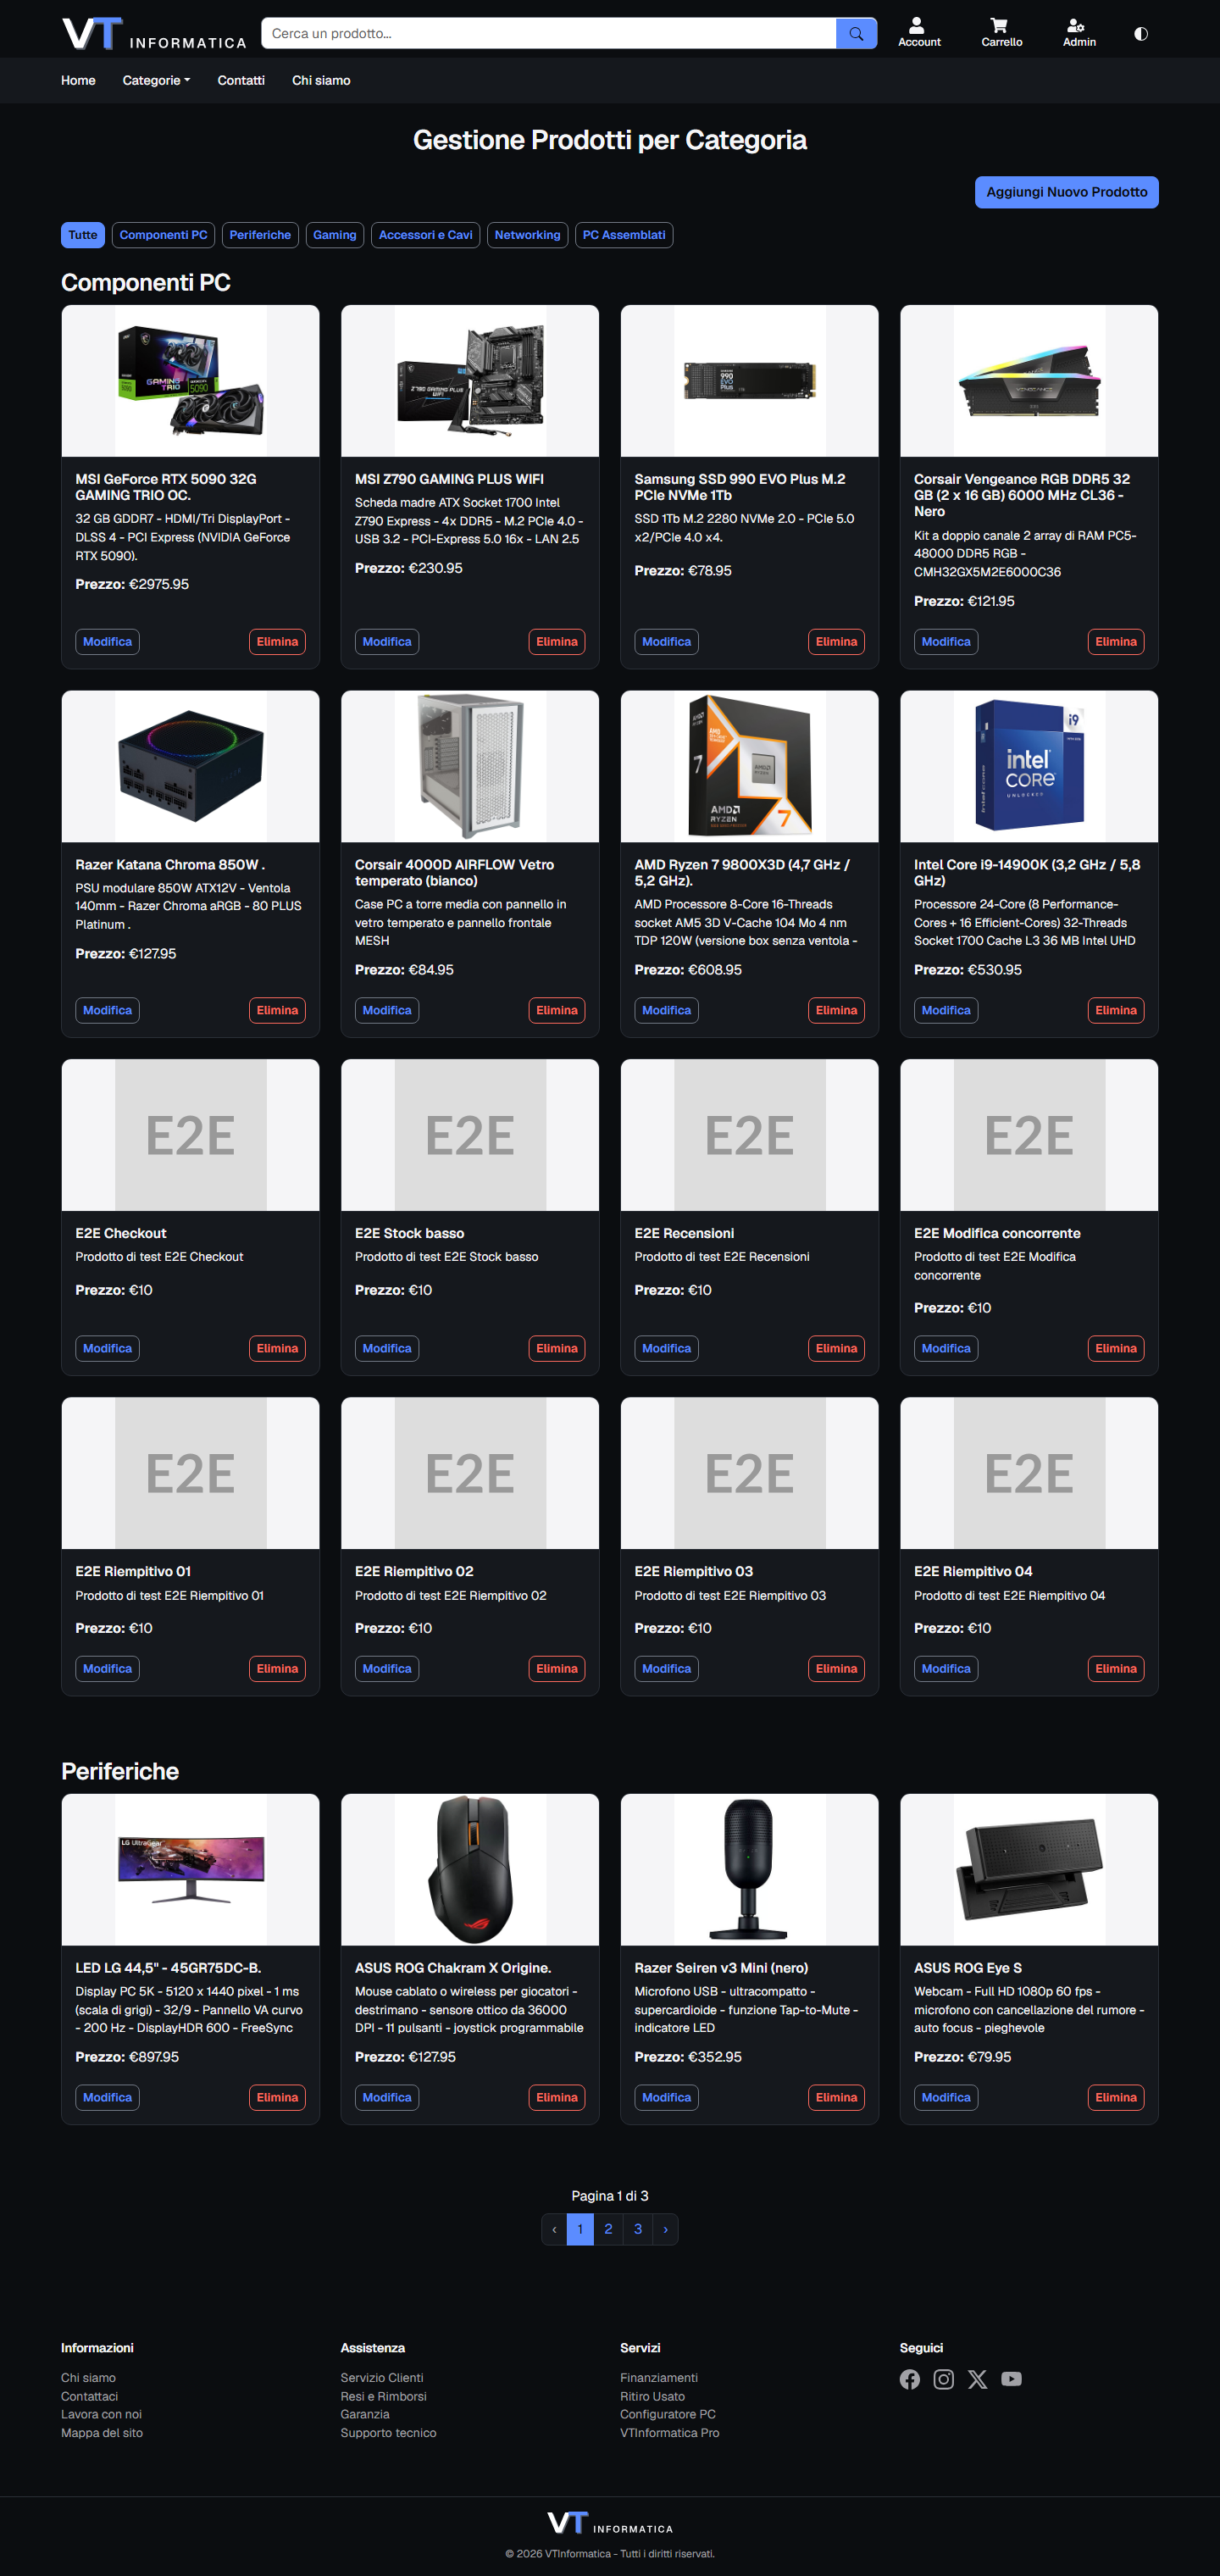 VT INFORMATICA
Cerca un prodotto...
Account
Carrello
Admin
Home
Categorie
Contatti
Chi siamo
Gestione Prodotti per Categoria
Aggiungi Nuovo Prodotto
Tutte
Componenti PC
Periferiche
Gaming
Accessori e Cavi
Networking
PC Assemblati
Componenti PC
GAMING
TRIO
5090
Z790 GAMING PLUS
WIFI
SAMSUNG
990
EVO
Plus
VENGEANCE
MSI GeForce RTX 5090 32G
GAMING TRIO OC.
32 GB GDDR7 - HDMI/Tri DisplayPort -
DLSS 4 - PCI Express (NVIDIA GeForce
RTX 5090).
Prezzo: €2975.95
Modifica
Elimina
MSI Z790 GAMING PLUS WIFI
Scheda madre ATX Socket 1700 Intel
Z790 Express - 4x DDR5 - M.2 PCIe 4.0 -
USB 3.2 - PCI-Express 5.0 16x - LAN 2.5
Prezzo: €230.95
Modifica
Elimina
Samsung SSD 990 EVO Plus M.2
PCIe NVMe 1Tb
SSD 1Tb M.2 2280 NVMe 2.0 - PCIe 5.0
x2/PCIe 4.0 x4.
Prezzo: €78.95
Modifica
Elimina
Corsair Vengeance RGB DDR5 32
GB (2 x 16 GB) 6000 MHz CL36 -
Nero
Kit a doppio canale 2 array di RAM PC5-
48000 DDR5 RGB -
CMH32GX5M2E6000C36
Prezzo: €121.95
Modifica
Elimina
AMD
RYZEN
7
AMD
RYZEN
7
i9
intel
CORE
UNLOCKED
Razer Katana Chroma 850W .
PSU modulare 850W ATX12V - Ventola
140mm - Razer Chroma aRGB - 80 PLUS
Platinum .
Prezzo: €127.95
Modifica
Elimina
Corsair 4000D AIRFLOW Vetro
temperato (bianco)
Case PC a torre media con pannello in
vetro temperato e pannello frontale
MESH
Prezzo: €84.95
Modifica
Elimina
AMD Ryzen 7 9800X3D (4,7 GHz /
5,2 GHz).
AMD Processore 8-Core 16-Threads
socket AM5 3D V-Cache 104 Mo 4 nm
TDP 120W (versione box senza ventola -
Prezzo: €608.95
Modifica
Elimina
Intel Core i9-14900K (3,2 GHz / 5,8
GHz)
Processore 24-Core (8 Performance-
Cores + 16 Efficient-Cores) 32-Threads
Socket 1700 Cache L3 36 MB Intel UHD
Prezzo: €530.95
Modifica
Elimina
E2E
E2E Checkout
Prodotto di test E2E Checkout
Prezzo: €10
Modifica
Elimina
E2E
E2E Stock basso
Prodotto di test E2E Stock basso
Prezzo: €10
Modifica
Elimina
E2E
E2E Recensioni
Prodotto di test E2E Recensioni
Prezzo: €10
Modifica
Elimina
E2E
E2E Modifica concorrente
Prodotto di test E2E Modifica
concorrente
Prezzo: €10
Modifica
Elimina
E2E
E2E Riempitivo 01
Prodotto di test E2E Riempitivo 01
Prezzo: €10
Modifica
Elimina
E2E
E2E Riempitivo 02
Prodotto di test E2E Riempitivo 02
Prezzo: €10
Modifica
Elimina
E2E
E2E Riempitivo 03
Prodotto di test E2E Riempitivo 03
Prezzo: €10
Modifica
Elimina
E2E
E2E Riempitivo 04
Prodotto di test E2E Riempitivo 04
Prezzo: €10
Modifica
Elimina
Periferiche
LG UltraGear
LED LG 44,5" - 45GR75DC-B.
Display PC 5K - 5120 x 1440 pixel - 1 ms
(scala di grigi) - 32/9 - Pannello VA curvo
- 200 Hz - DisplayHDR 600 - FreeSync
Prezzo: €897.95
Modifica
Elimina
ASUS ROG Chakram X Origine.
Mouse cablato o wireless per giocatori -
destrimano - sensore ottico da 36000
DPI - 11 pulsanti - joystick programmabile
Prezzo: €127.95
Modifica
Elimina
Razer Seiren v3 Mini (nero)
Microfono USB - ultracompatto -
supercardioide - funzione Tap-to-Mute -
indicatore LED
Prezzo: €352.95
Modifica
Elimina
ASUS ROG Eye S
Webcam - Full HD 1080p 60 fps -
microfono con cancellazione del rumore -
auto focus - pieghevole
Prezzo: €79.95
Modifica
Elimina
Pagina 1 di 3
‹ 1 2 3 ›
Informazioni
Chi siamo
Contattaci
Lavora con noi
Mappa del sito
Assistenza
Servizio Clienti
Resi e Rimborsi
Garanzia
Supporto tecnico
Servizi
Finanziamenti
Ritiro Usato
Configuratore PC
VTInformatica Pro
Seguici
VT INFORMATICA
© 2026 VTInformatica - Tutti i diritti riservati.